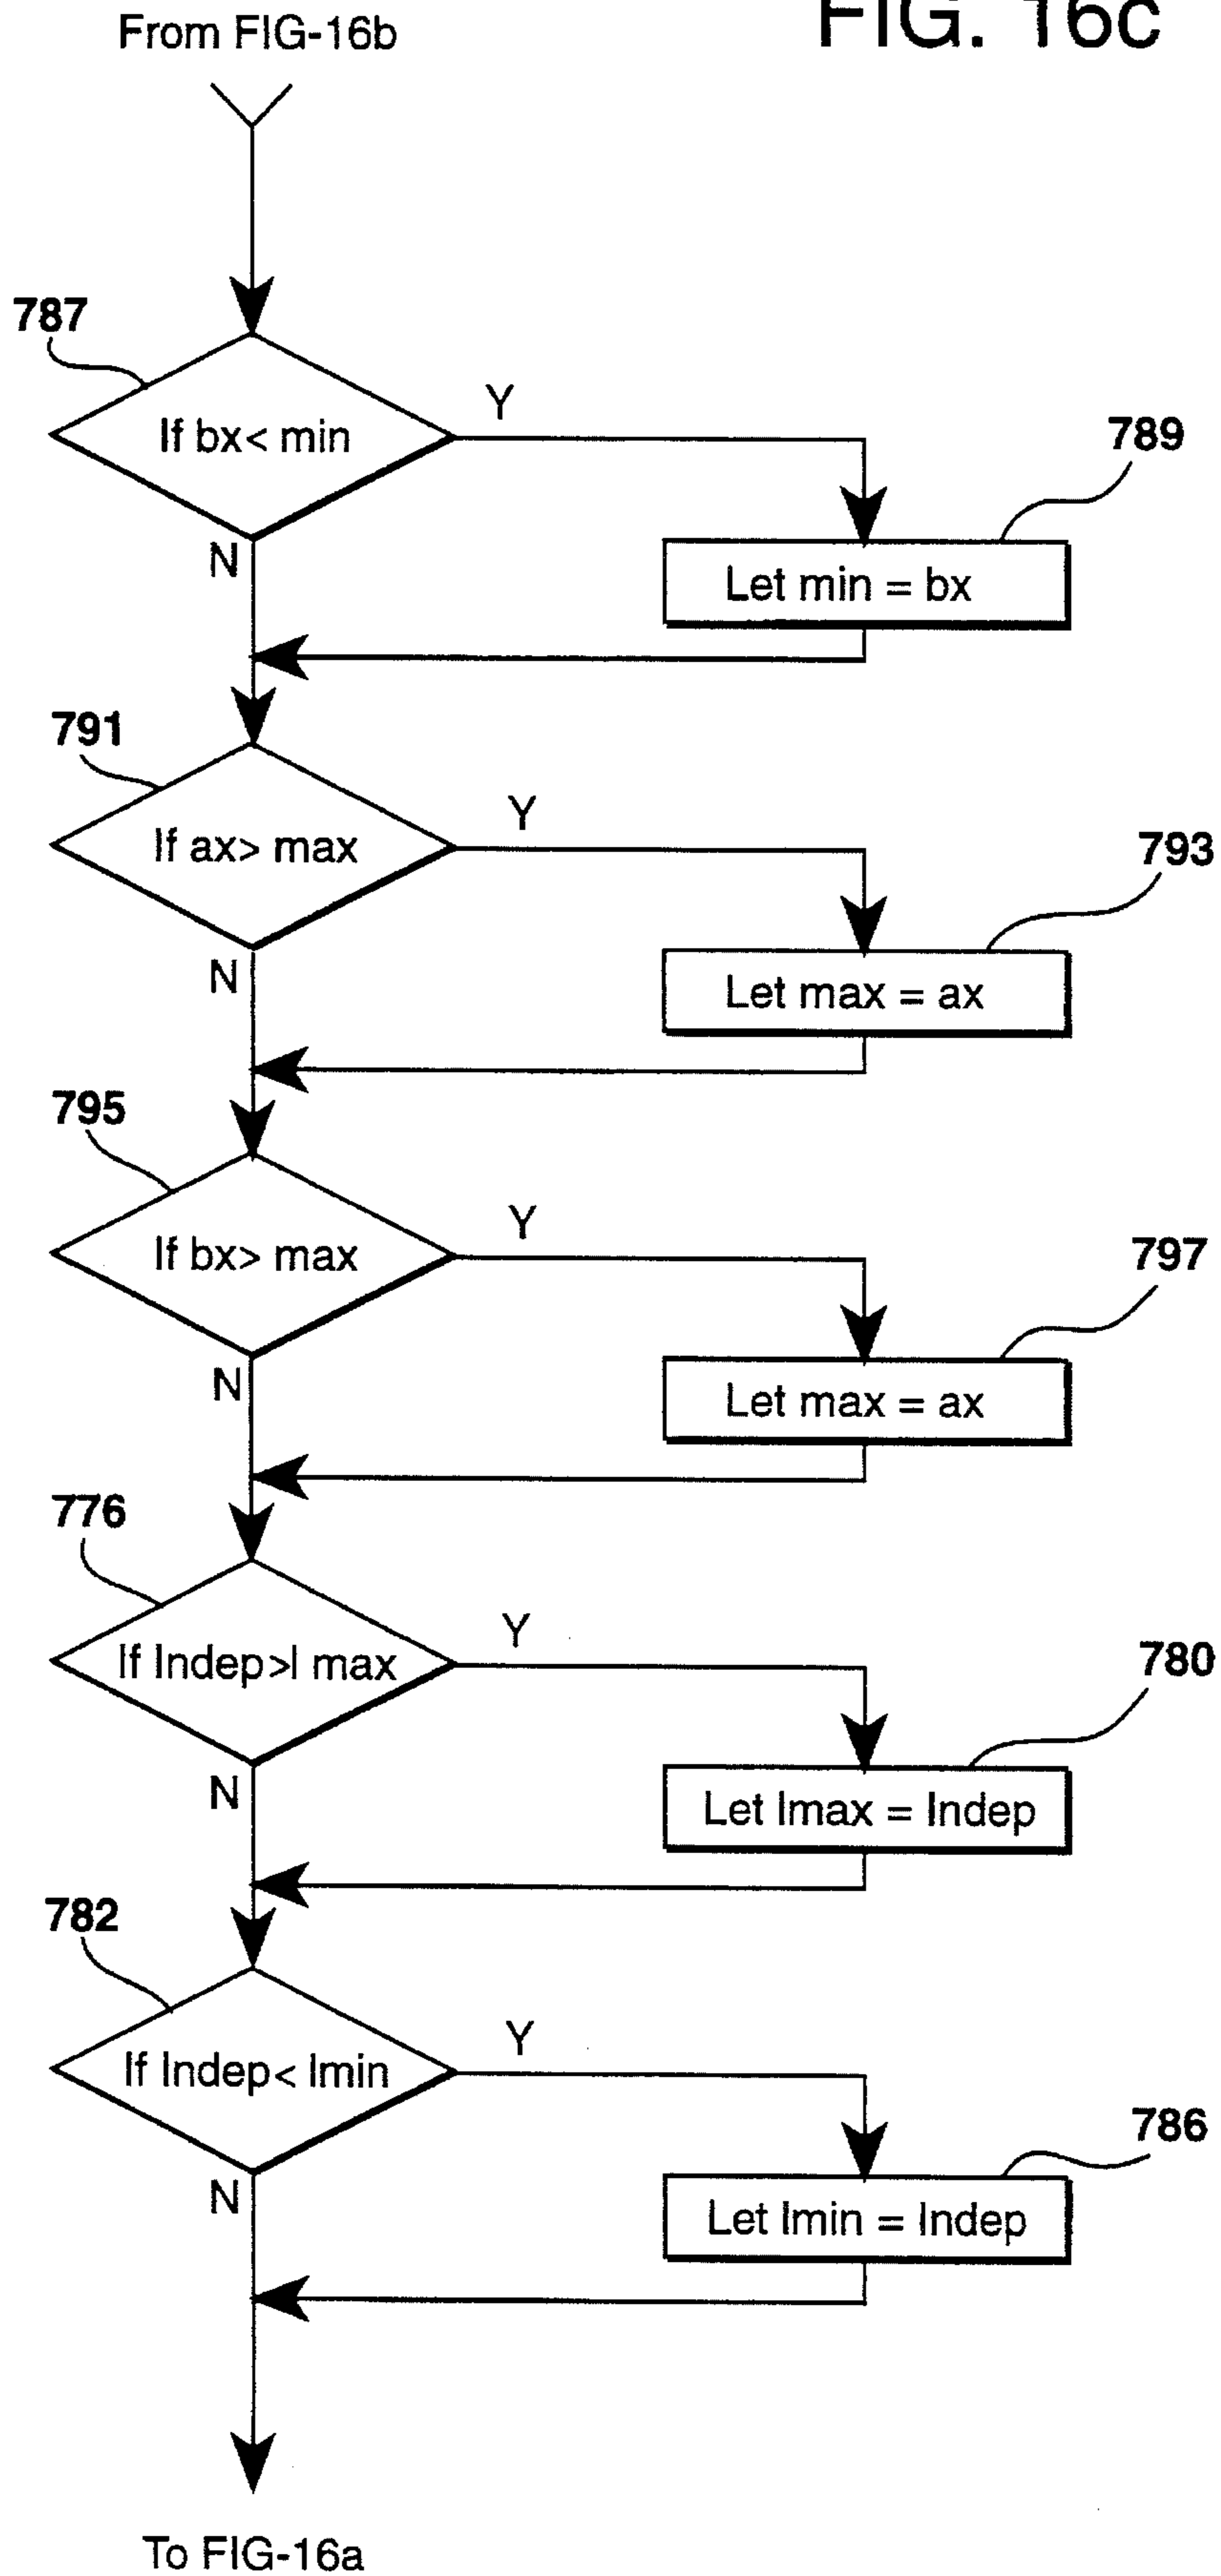 FIG. 16c
From FIG-16b
787
If bx< min
Y
789
Let min = bx
N
791
If ax> max
Y
793
Let max = ax
N
795
If bx> max
Y
797
Let max = ax
N
776
If Indep>I max
Y
780
Let Imax = Indep
N
782
If Indep< Imin
Y
786
Let Imin = Indep
N
To FIG-16a